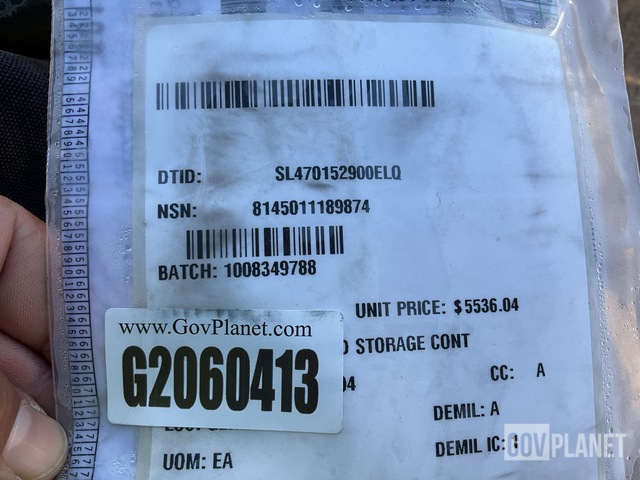 DTID: SL470152900ELQ
NSN: 8145011189874
BATCH: 1008349788
UNIT PRICE: $5536.04
www.GovPlanet.com
STORAGE CONT
G2060413
04
CC: A
DEMIL: A
DEMIL IC:
UOM: EA
GOVPLANET